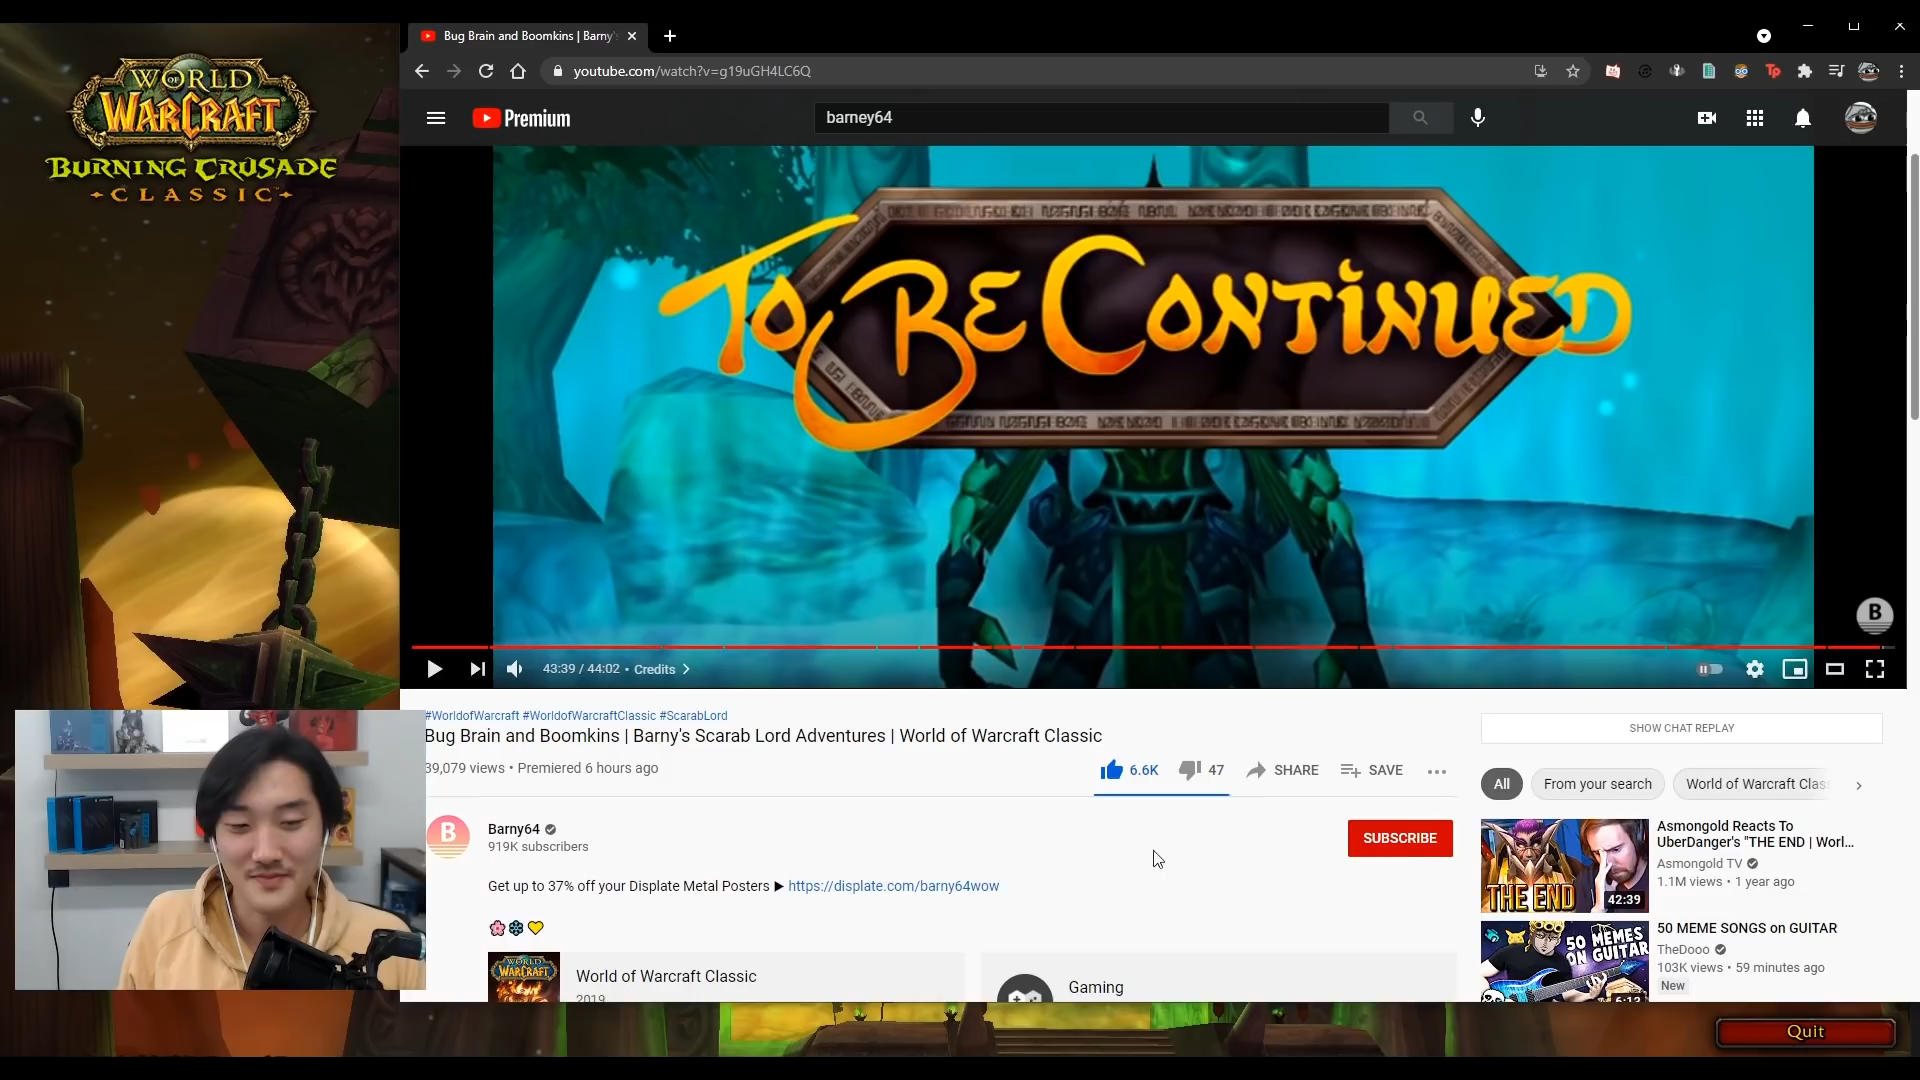 WORLD
OF
WARCRAFT
BURNING CRUSADE
CLASSIC
Bug Brain and Boomkins | Barny's
youtube.com/watch?v=g19uGH4LC6Q
Premium
barney64
TO BE CONTINUED
B
43:39 / 44:02 • Credits
#WorldofWarcraft #WorldofWarcraftClassic #ScarabLord
Bug Brain and Boomkins | Barny's Scarab Lord Adventures | World of Warcraft Classic
39,079 views • Premiered 6 hours ago
6.6K
47
SHARE
SAVE
B
Barny64
919K subscribers
SUBSCRIBE
Get up to 37% off your Displate Metal Posters ▶ https://displate.com/barny64wow
WORLD
WARCRAFT
World of Warcraft Classic
2019
Gaming
SHOW CHAT REPLAY
All
From your search
World of Warcraft Clas
THE END
42:39
Asmongold Reacts To
UberDanger's "THE END | Worl...
Asmongold TV
1.1M views • 1 year ago
50 MEMES
ON GUITAR
6:13
50 MEME SONGS on GUITAR
TheDooo
103K views • 59 minutes ago
New
Quit